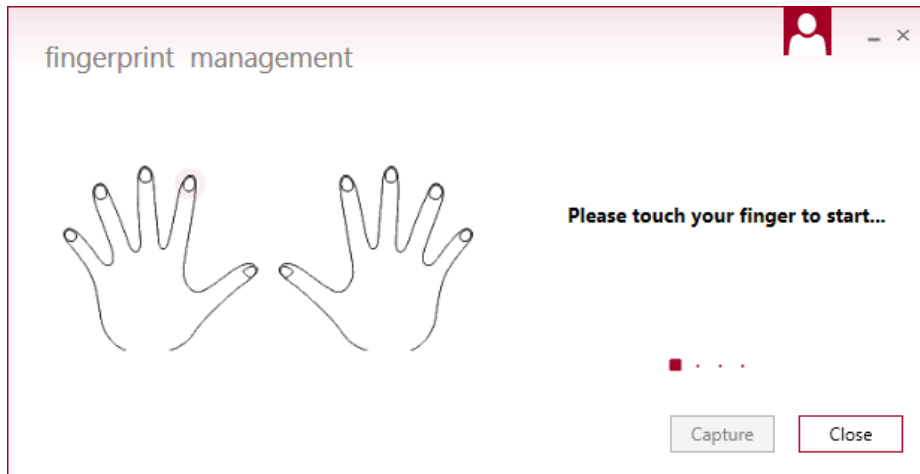 fingerprint management
Please touch your finger to start...
Capture
Close